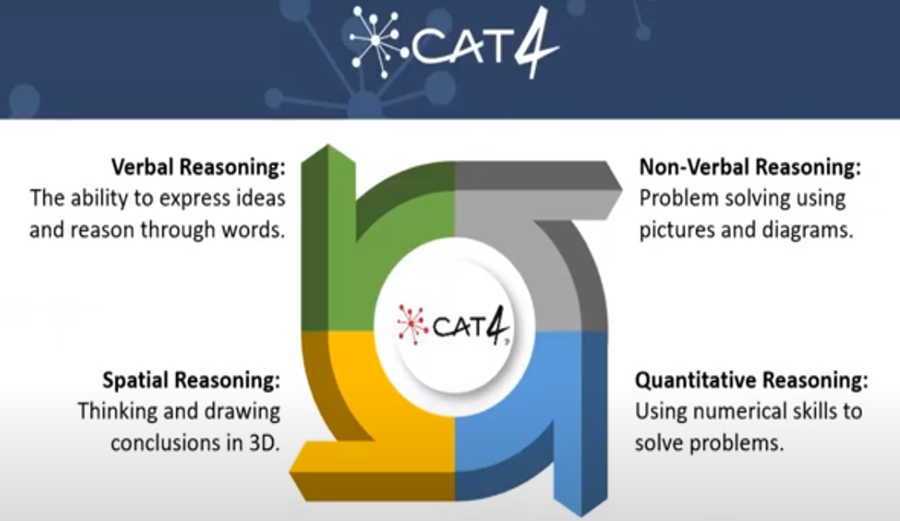 CAT4
Verbal Reasoning:
The ability to express ideas
and reason through words.
Non-Verbal Reasoning:
Problem solving using
pictures and diagrams.
CAT4
Spatial Reasoning:
Thinking and drawing
conclusions in 3D.
Quantitative Reasoning:
Using numerical skills to
solve problems.